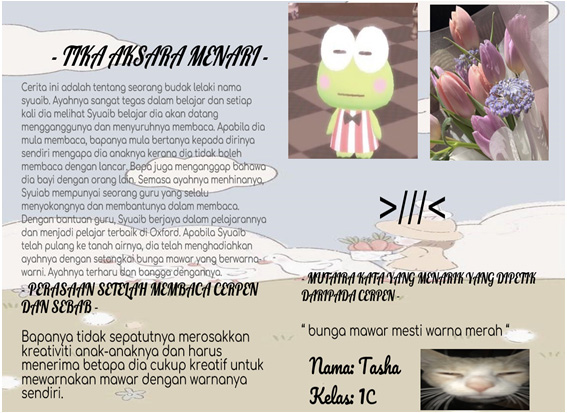 - TIKA AKSARA MENARI -
Cerita ini adalah tentang seorang budak lelaki nama
syuaib. Ayahnya sangat tegas dalam belajar dan setiap
kali dia melihat Syuaib belajar dia akan datang
mengganggunya dan menyuruhnya membaca. Apabila dia
mula membaca, bapanya mula bertanya kepada dirinya
sendiri mengapa dia anaknya kerana dia tidak boleh
membaca dengan lancar. Bapa juga menganggap bahawa
dia bayi dengan orang lain. Semasa ayahnya menhinanya,
Syuiab mempunyai seorang guru yang selalu
menyokongnya dan membantunya dalam membaca.
Dengan bantuan guru, Syuaib berjaya dalam pelajarannya
dan menjadi pelajar terbaik di Oxford. Apabila Syuaib
telah pulang ke tanah airnya, dia telah menghadiahkan
ayahnya dengan setangkai bunga mawar yang berwarna-
warni. Ayahnya terharu dan bangga dengannya.
- PERASAAN SETELAH MEMBACA CERPEN
DAN SEBAB -
Bapanya tidak sepatutnya merosakkan
kreativiti anak-anaknya dan harus
menerima betapa dia cukup kreatif untuk
mewarnakan mawar dengan warnanya
sendiri.
>///<
- MUTAIRA KATA YANG MENARIK YANG DIPETIK
DARIPADA CERPEN -
" bunga mawar mesti warna merah "
Nama: Tasha
Kelas: 1C